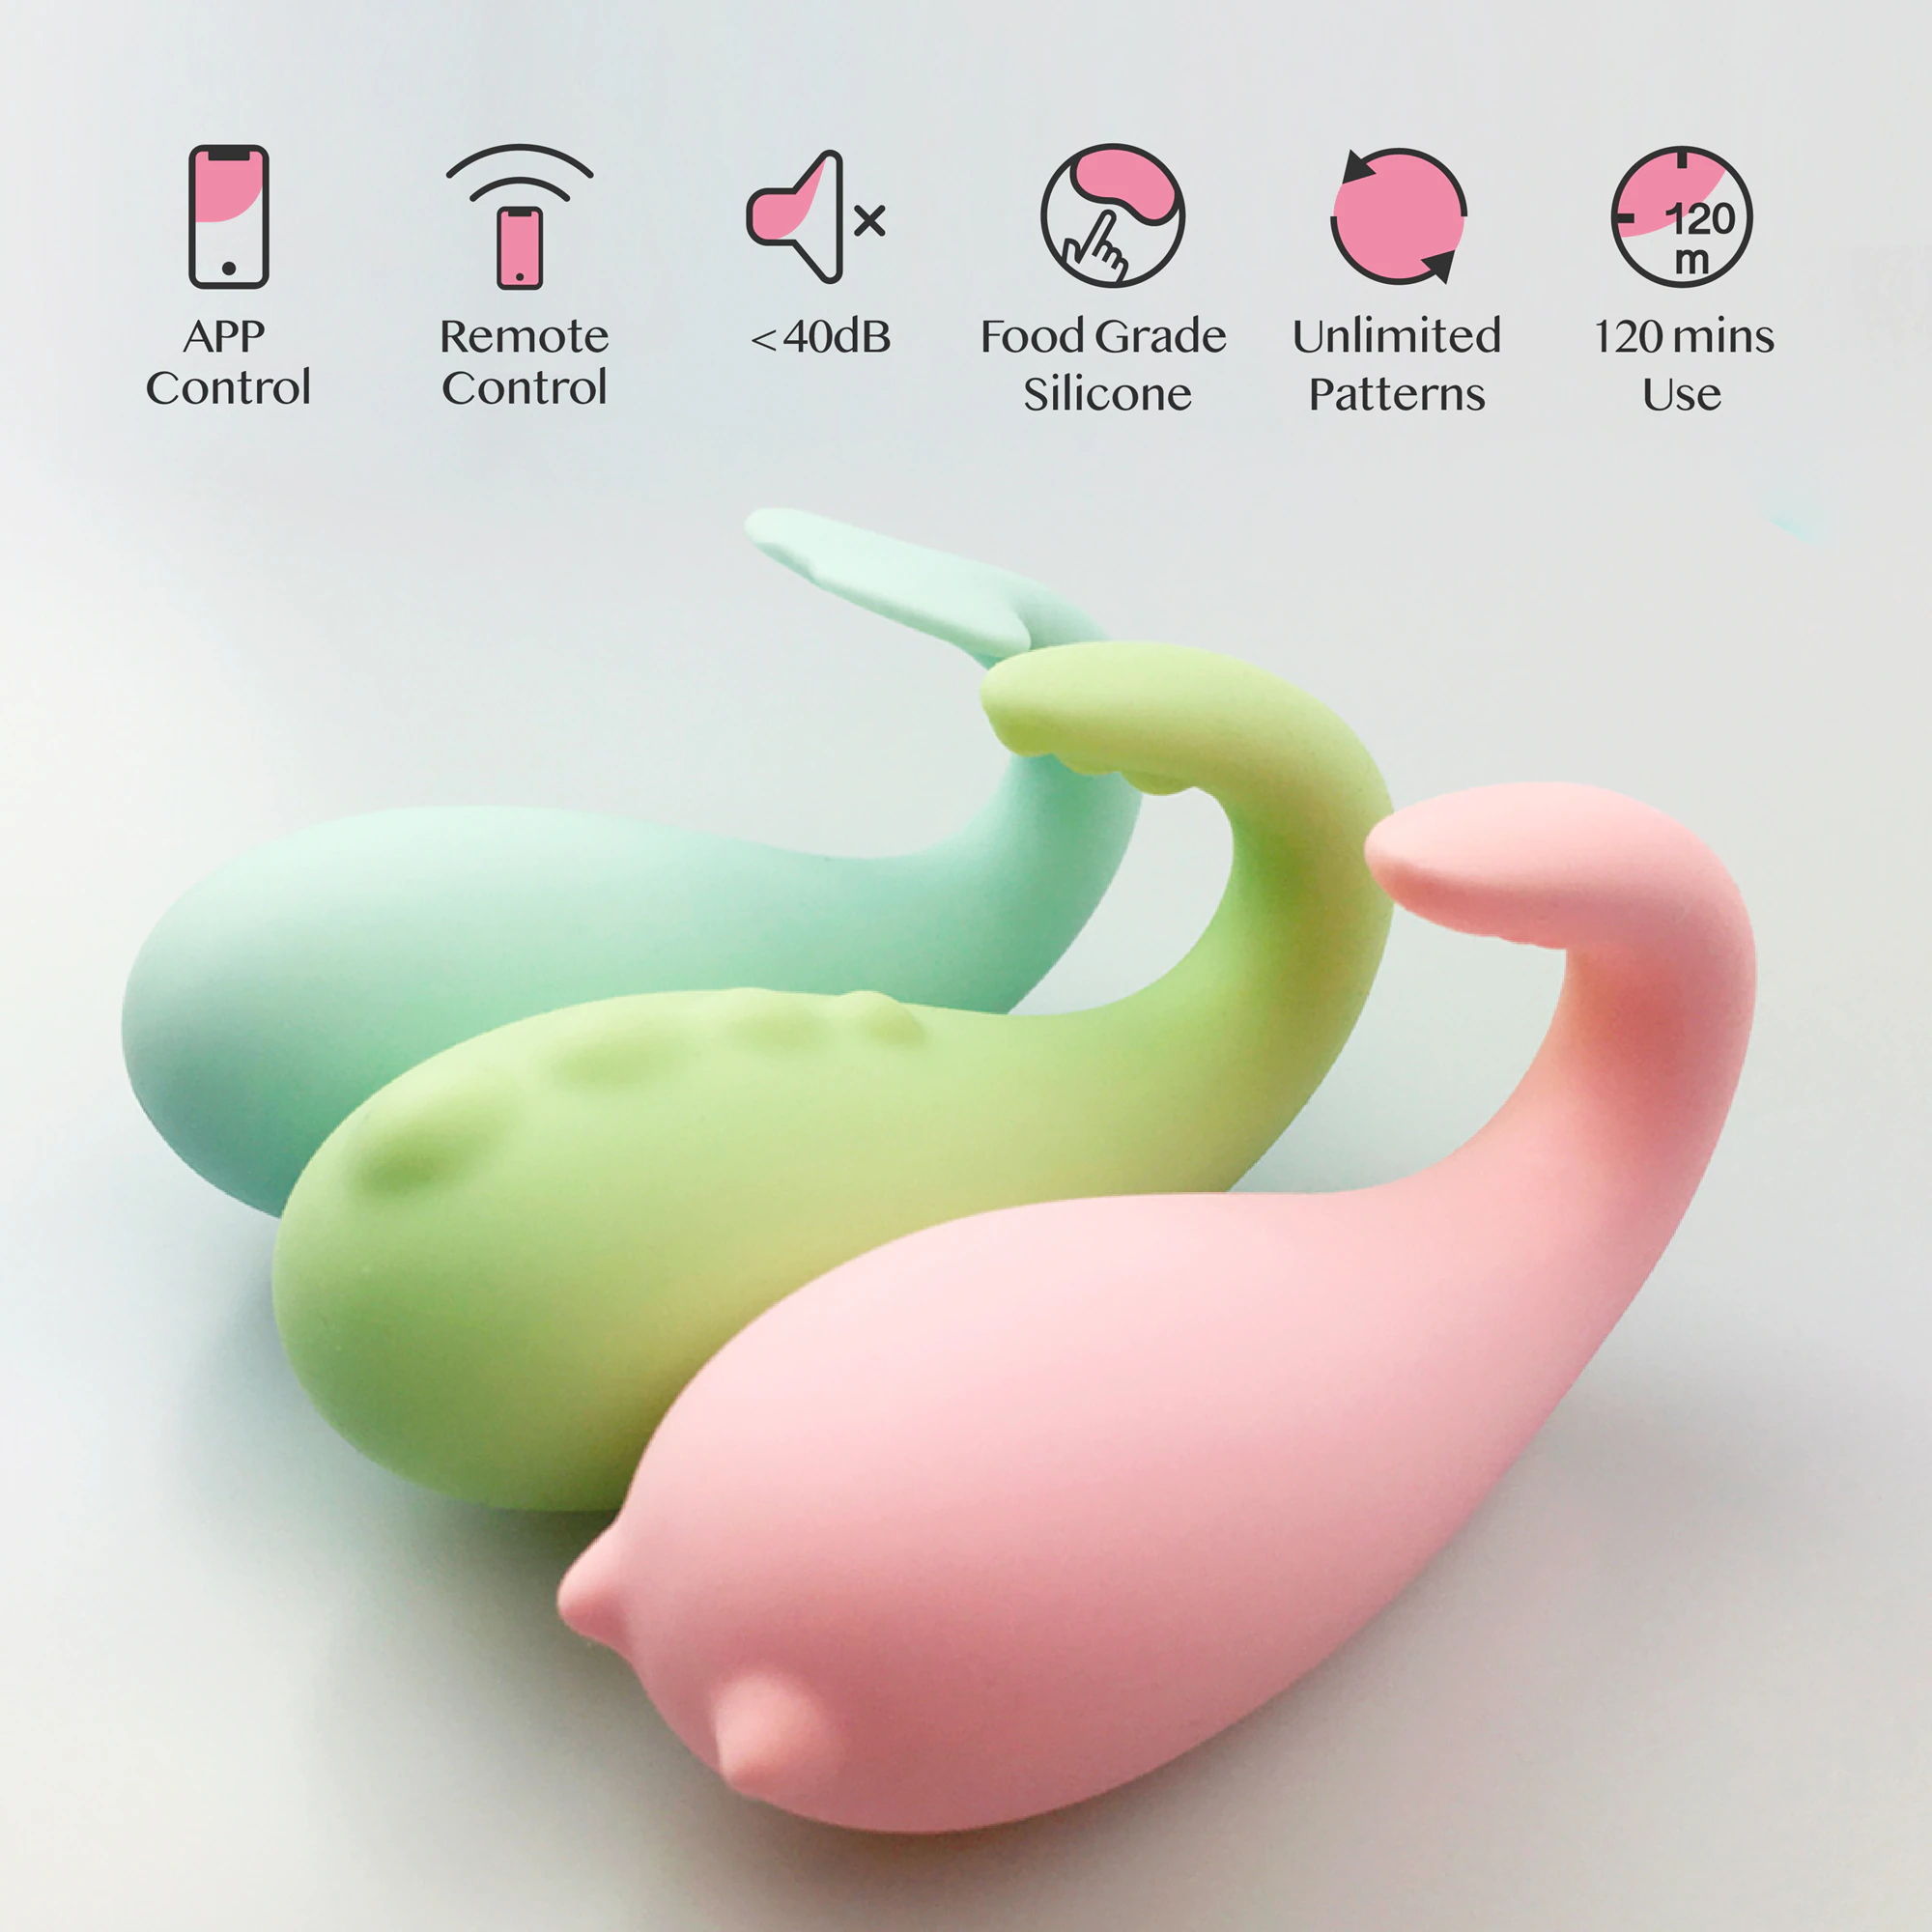 120
m
APP
Control
Remote
Control
<40dB
Food Grade
Silicone
Unlimited
Patterns
120 mins
Use